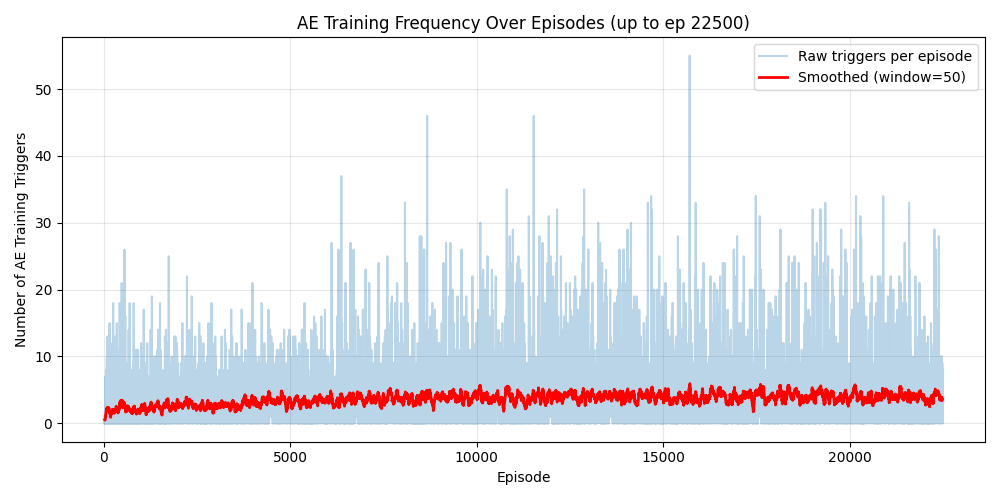 AE Training Frequency Over Episodes (up to ep 22500)
Raw triggers per episode
Smoothed (window=50)
Number of AE Training Triggers
50
40
30
20
10
0
0 5000 10000 15000 20000
Episode